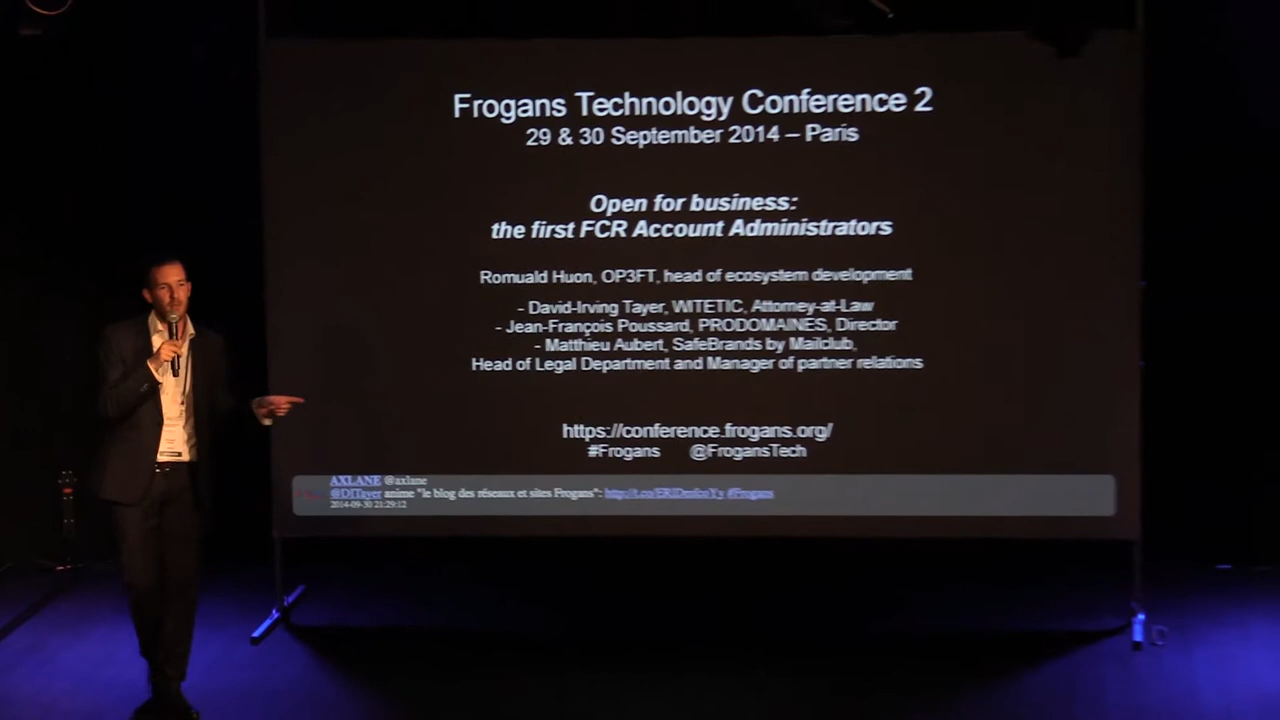 Frogans Technology Conference 2
29 & 30 September 2014 – Paris
Open for business:
the first FCR Account Administrators
Romuald Huon, OP3FT, head of ecosystem development
- David-Irving Tayer, WITETIC, Attorney-at-Law
- Jean-François Poussard, PRODOMAINES, Director
- Matthieu Aubert, SafeBrands by Mailclub,
Head of Legal Department and Manager of partner relations
https://conference.frogans.org/
#Frogans @FrogansTech
AXLANE @axlane
@DITayer anime "le blog des réseaux et sites Frogans": #Frogans
2014-09-30 21:29:12